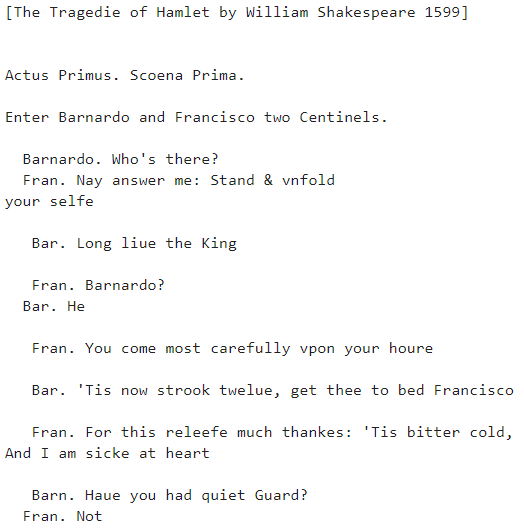 [The Tragedie of Hamlet by William Shakespeare 1599]
Actus Primus. Scoena Prima.
Enter Barnardo and Francisco two Centinels.
Barnardo. Who's there?
Fran. Nay answer me: Stand & vnfold
your selfe
Bar. Long liue the King
Fran. Barnardo?
Bar. He
Fran. You come most carefully vpon your houre
Bar. 'Tis now strook twelue, get thee to bed Francisco
Fran. For this releefe much thankes: 'Tis bitter cold,
And I am sicke at heart
Barn. Haue you had quiet Guard?
Fran. Not